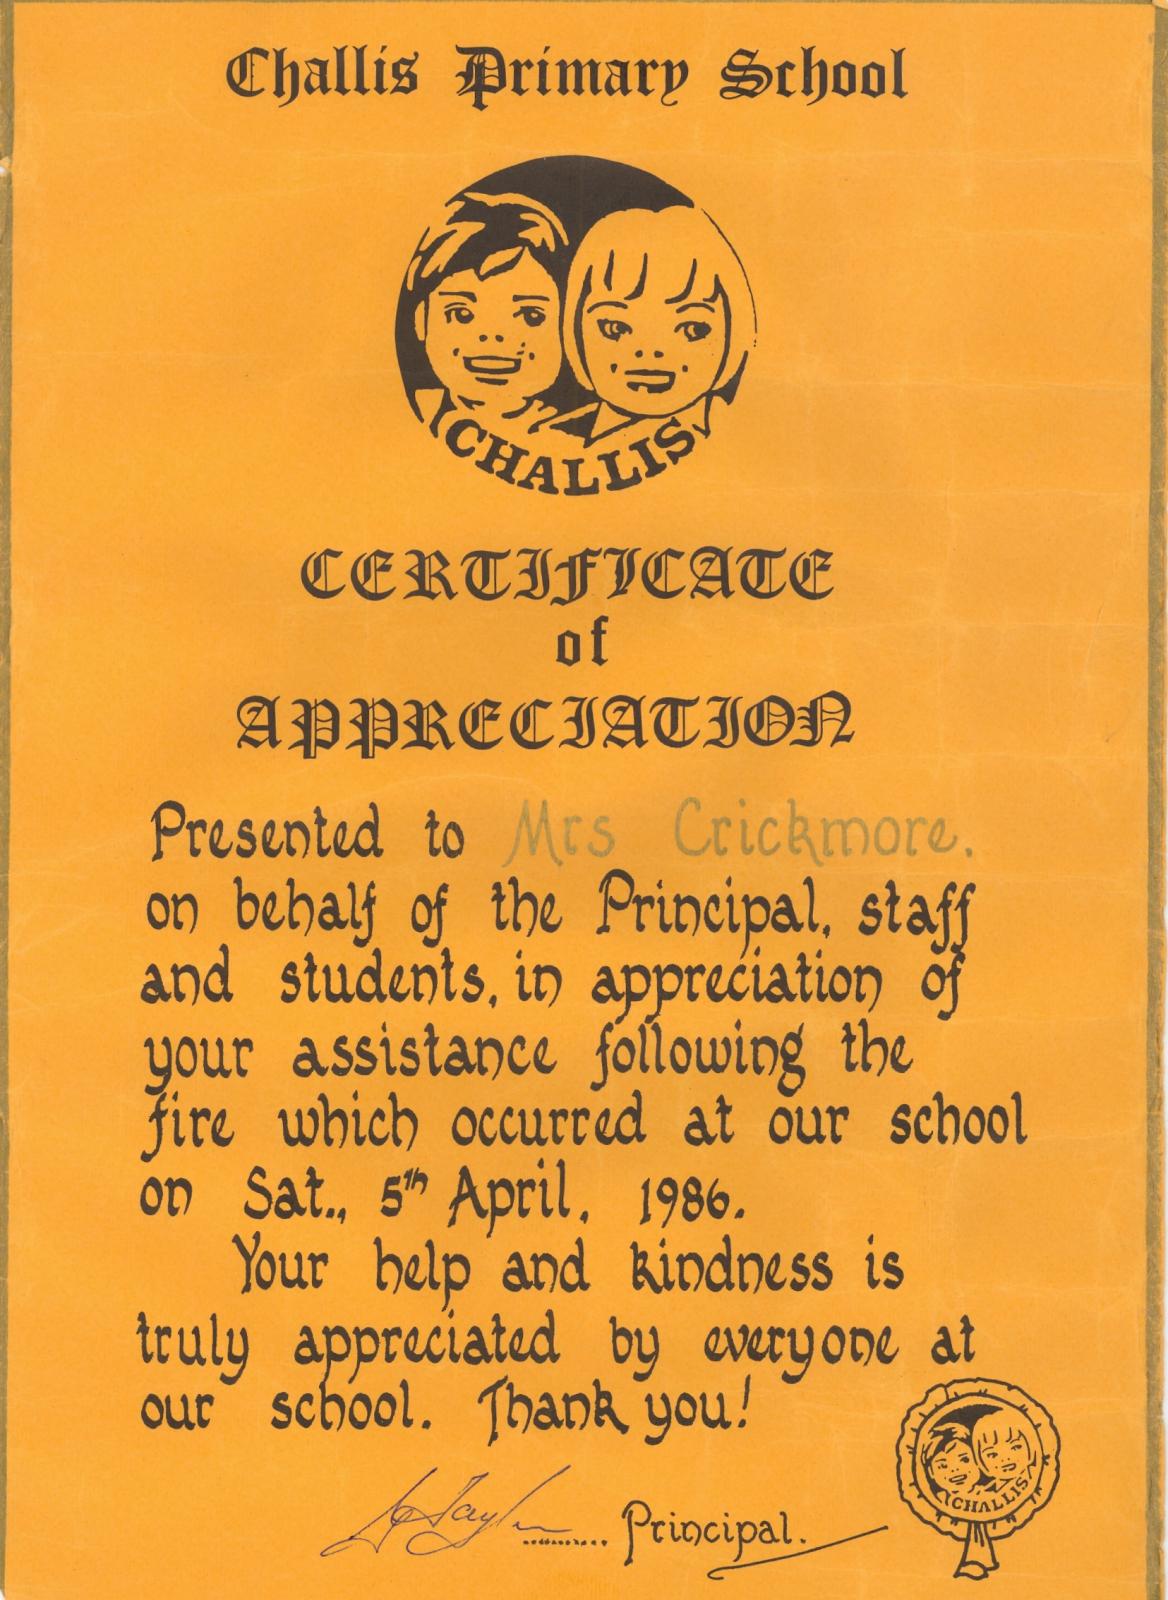 Challis Primary School
CHALLIS
CERTIFICATE
of
APPRECIATION
Presented to Mrs Crickmore.
on behalf of the Principal, staff
and students, in appreciation of
your assistance following the
fire which occurred at our school
on Sat., 5th April, 1986.
Your help and kindness is
truly appreciated by everyone at
our school. Thank you!
CHALLIS
Principal.